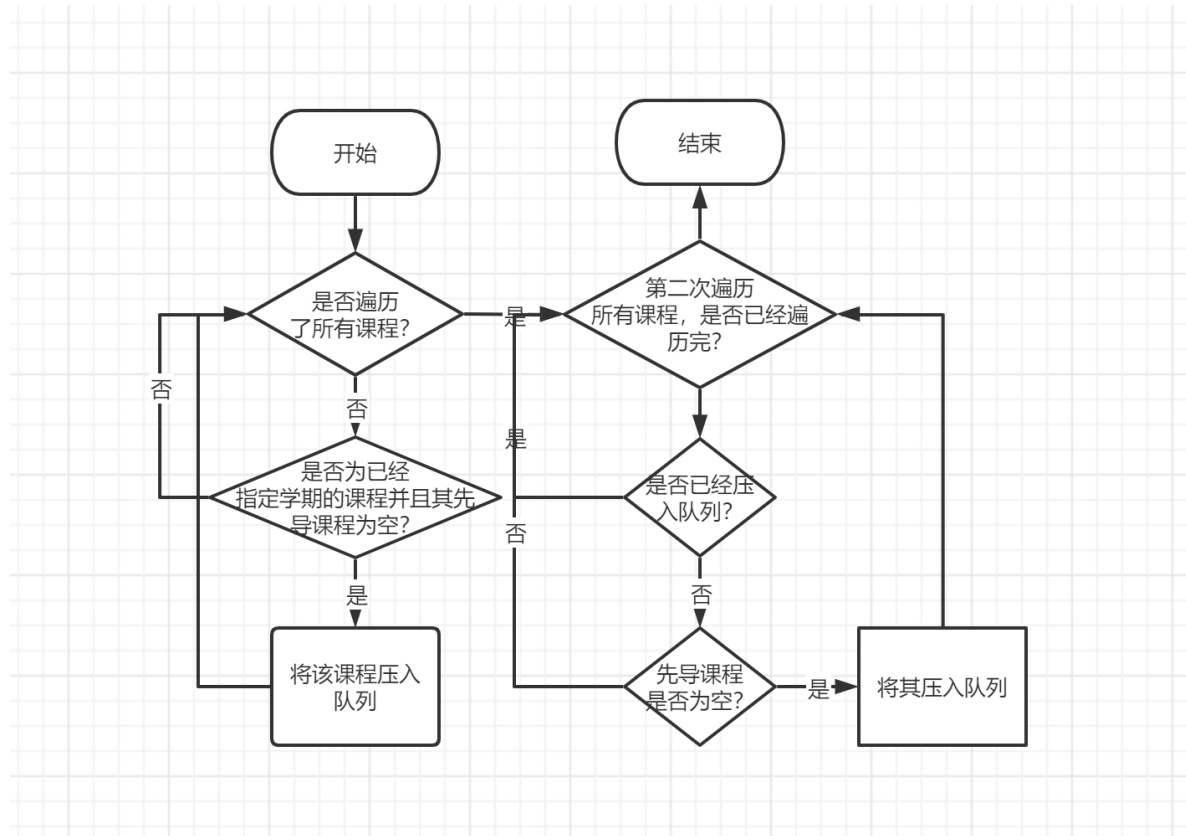 开始
结束
是否遍历
了所有课程？
是
第二次遍历
所有课程，是否已经遍
历完？
否
否
是
是否为已经
指定学期的课程并且其先
导课程为空？
是否已经压
入队列？
否
是
否
将该课程压入
队列
先导课程
是否为空？
是
将其压入队列